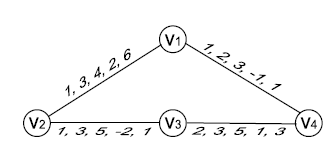 V1
1, 3, 4, 2, 6
1, 2, 3, -1, 1
V2
1, 3, 5, -2, 1
V3
2, 3, 5, 1, 3
V4